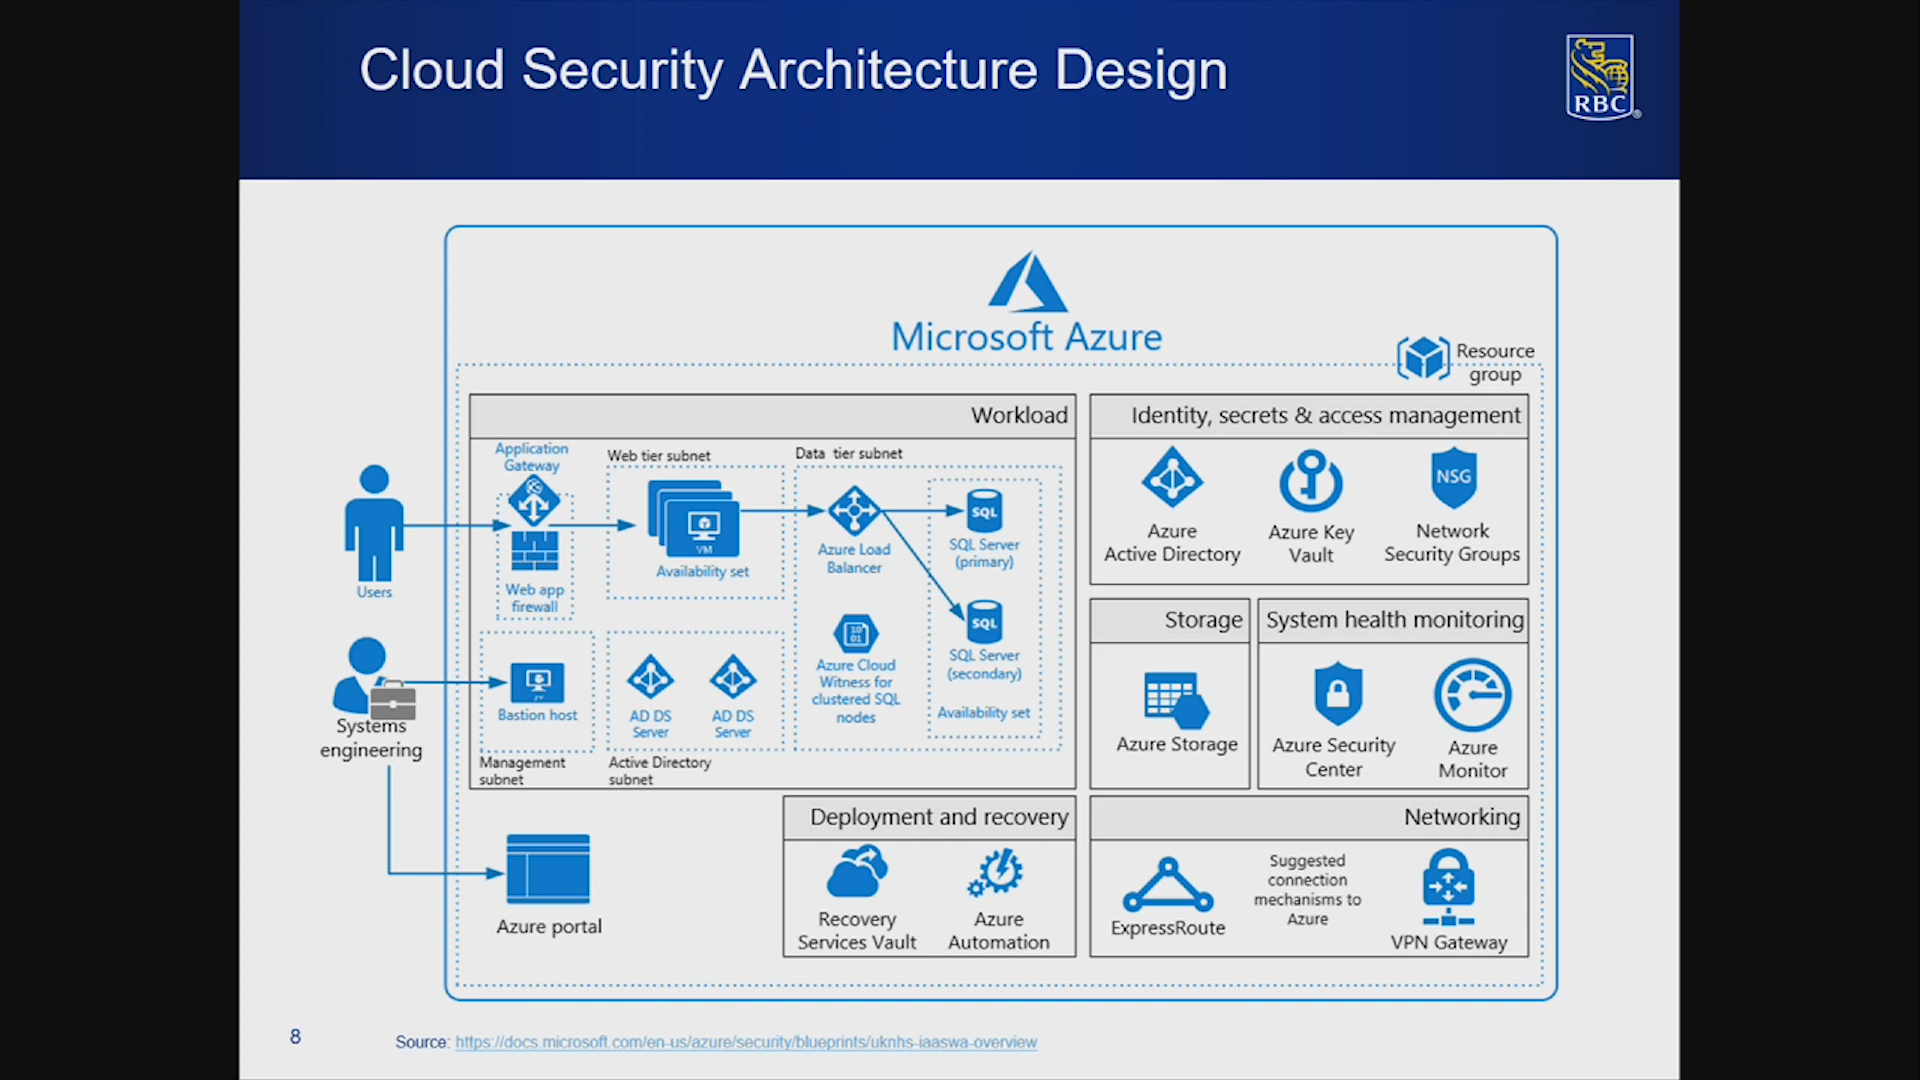 Cloud Security Architecture Design
RBC
®
Microsoft Azure
Resource
group
Workload
Application
Gateway
Web app
firewall
Web tier subnet
VM
Availability set
Data tier subnet
Azure Load
Balancer
SQL
SQL Server
(primary)
SQL
SQL Server
(secondary)
Availability set
10
01
Azure Cloud
Witness for
clustered SQL
nodes
Users
Systems
engineering
Bastion host
Management
subnet
AD DS
Server
AD DS
Server
Active Directory
subnet
Azure portal
Identity, secrets & access management
Azure
Active Directory
Azure Key
Vault
NSG
Network
Security Groups
Storage
Azure Storage
System health monitoring
Azure Security
Center
Azure
Monitor
Deployment and recovery
Recovery
Services Vault
Azure
Automation
Networking
ExpressRoute
Suggested
connection
mechanisms to
Azure
VPN Gateway
8
Source: https://docs.microsoft.com/en-us/azure/security/blueprints/uknhs-iaaswa-overview